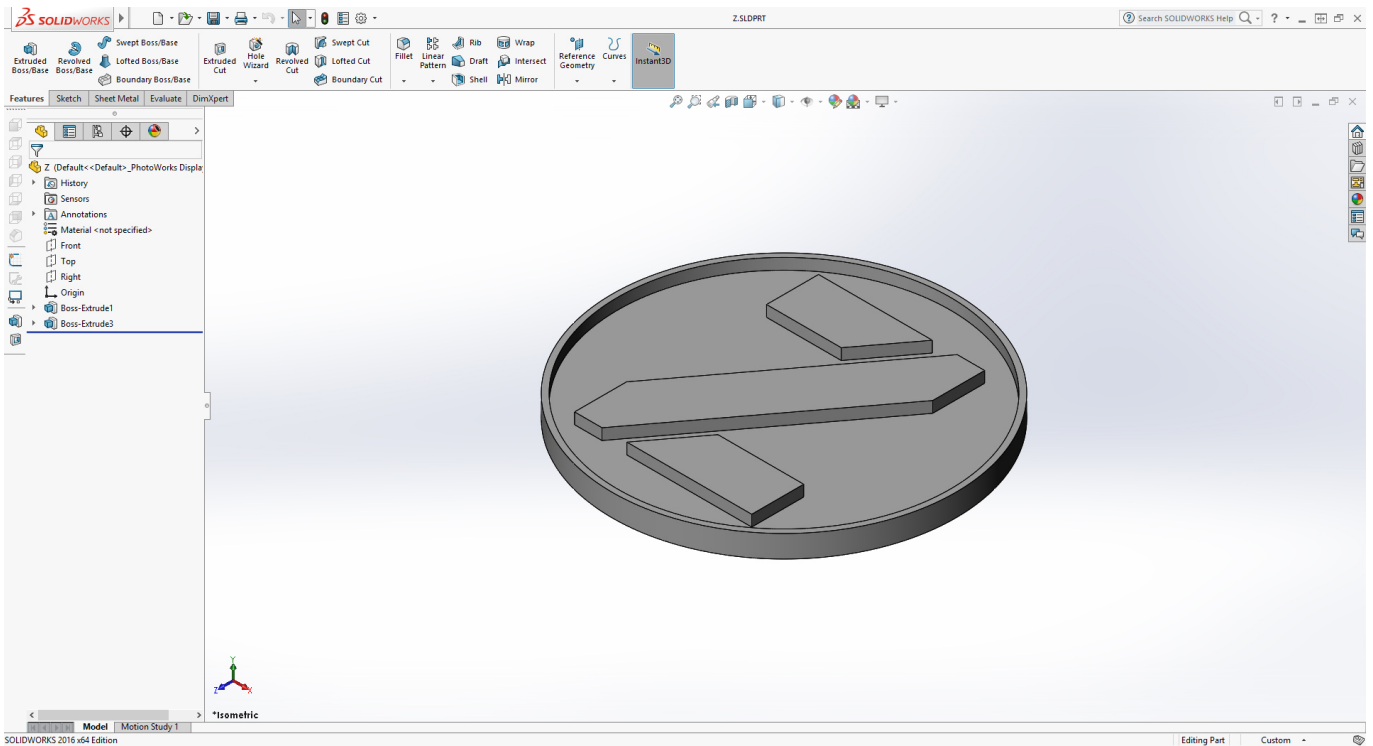 SOLIDWORKS
Z.SLDPRT
Search SOLIDWORKS Help
Extruded Boss/Base
Revolved Boss/Base
Swept Boss/Base
Lofted Boss/Base
Boundary Boss/Base
Extruded Cut
Hole Wizard
Revolved Cut
Swept Cut
Lofted Cut
Boundary Cut
Fillet
Linear Pattern
Rib
Draft
Shell
Wrap
Intersect
Mirror
Reference Geometry
Curves
Instant3D
Features
Sketch
Sheet Metal
Evaluate
DimXpert
Z (Default<<Default>_PhotoWorks Displa
History
Sensors
Annotations
Material <not specified>
Front
Top
Right
Origin
Boss-Extrude1
Boss-Extrude3
Y
Z
X
*Isometric
Model
Motion Study 1
SOLIDWORKS 2016 x64 Edition
Editing Part
Custom